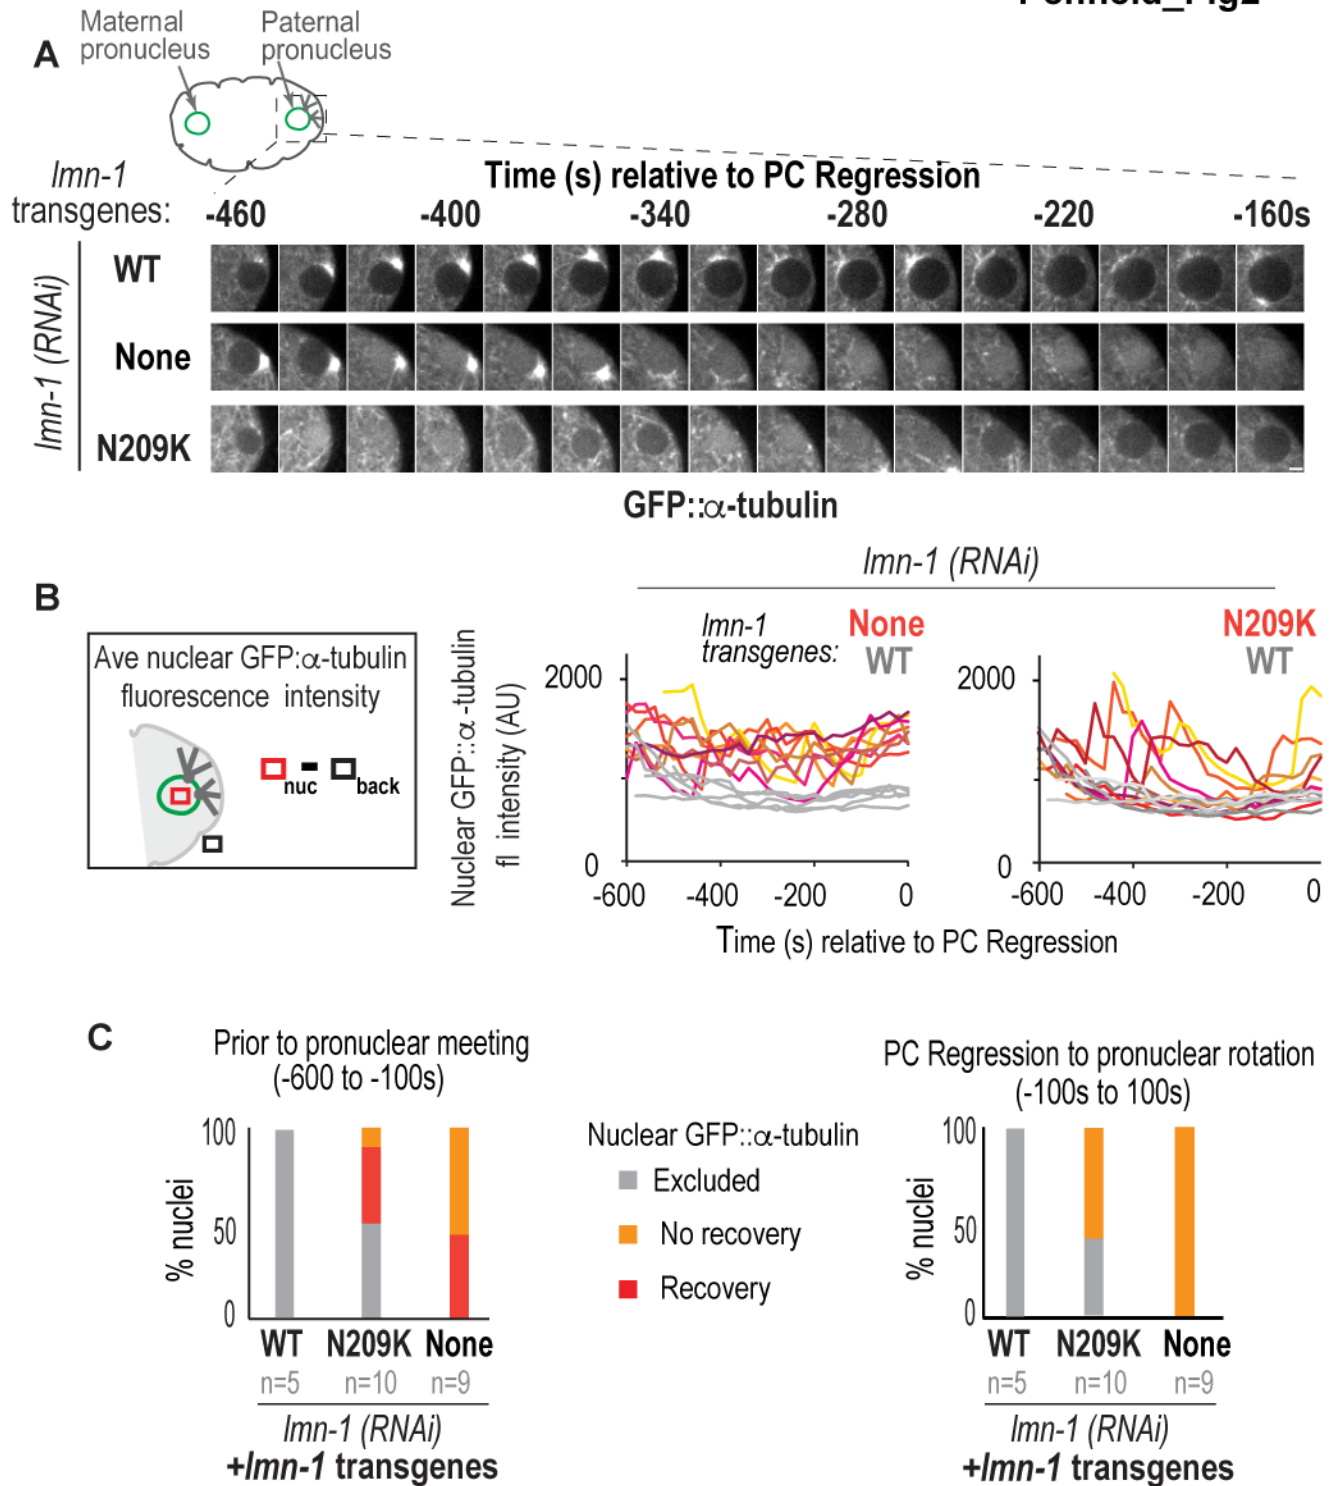 A
Maternal
pronucleus
Paternal
pronucleus
lmn-1
transgenes:
Time (s) relative to PC Regression
-460 -400 -340 -280 -220 -160s
lmn-1 (RNAi)
WT
None
N209K
GFP::α-tubulin
B
lmn-1 (RNAi)
Ave nuclear GFP:α-tubulin
fluorescence intensity
nuc - back
Nuclear GFP::α-tubulin
fl intensity (AU)
lmn-1
transgenes:
None
WT
2000
0
-600 -400 -200 0
N209K
WT
2000
0
-600 -400 -200 0
Time (s) relative to PC Regression
C
Prior to pronuclear meeting
(-600 to -100s)
% nuclei
100
50
0
WT N209K None
n=5 n=10 n=9
lmn-1 (RNAi)
+lmn-1 transgenes
Nuclear GFP::α-tubulin
Excluded
No recovery
Recovery
PC Regression to pronuclear rotation
(-100s to 100s)
% nuclei
100
50
0
WT N209K None
n=5 n=10 n=9
lmn-1 (RNAi)
+lmn-1 transgenes